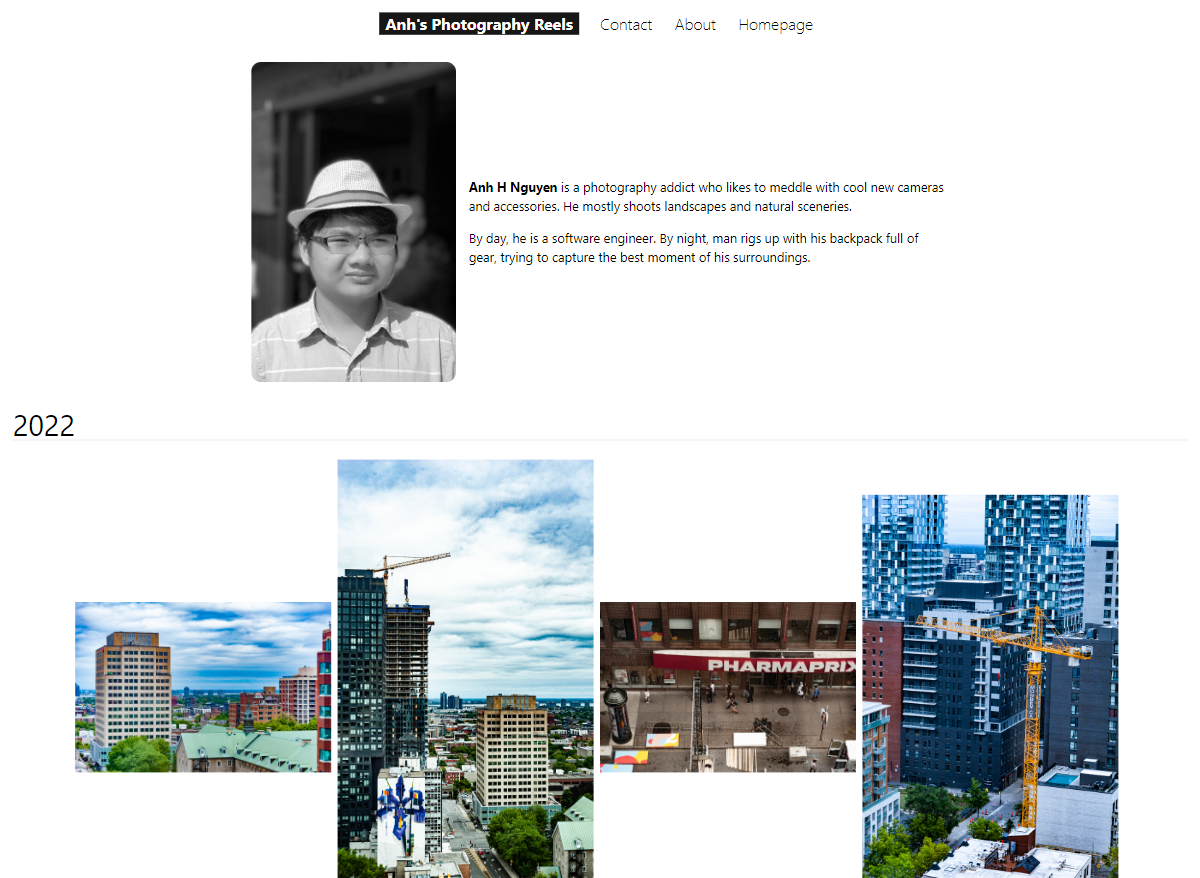 Anh's Photography Reels Contact About Homepage
Anh H Nguyen is a photography addict who likes to meddle with cool new cameras
and accessories. He mostly shoots landscapes and natural sceneries.
By day, he is a software engineer. By night, man rigs up with his backpack full of
gear, trying to capture the best moment of his surroundings.
2022
PHARMAPRIX